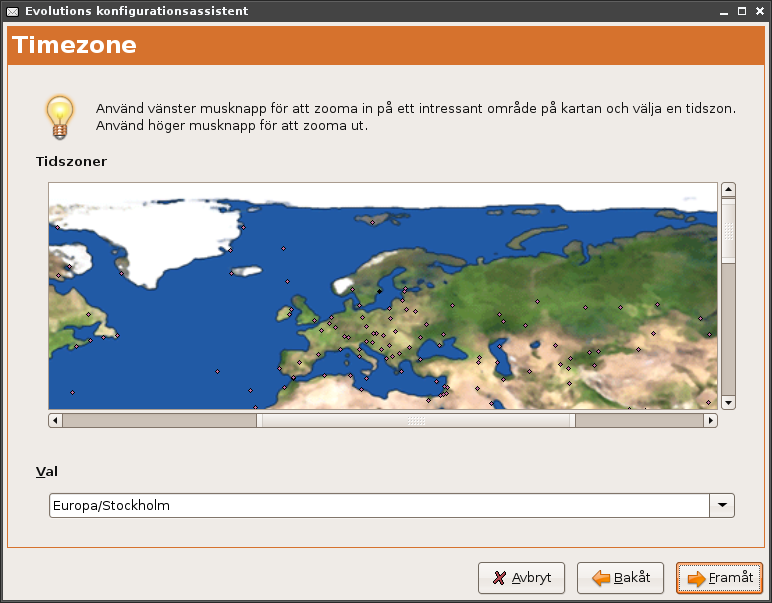 Evolutions konfigurationsassistent
Timezone
Använd vänster musknapp för att zooma in på ett intressant område på kartan och välja en tidszon.
Använd höger musknapp för att zooma ut.
Tidszoner
Val
Europa/Stockholm
Avbryt
Bakåt
Framåt